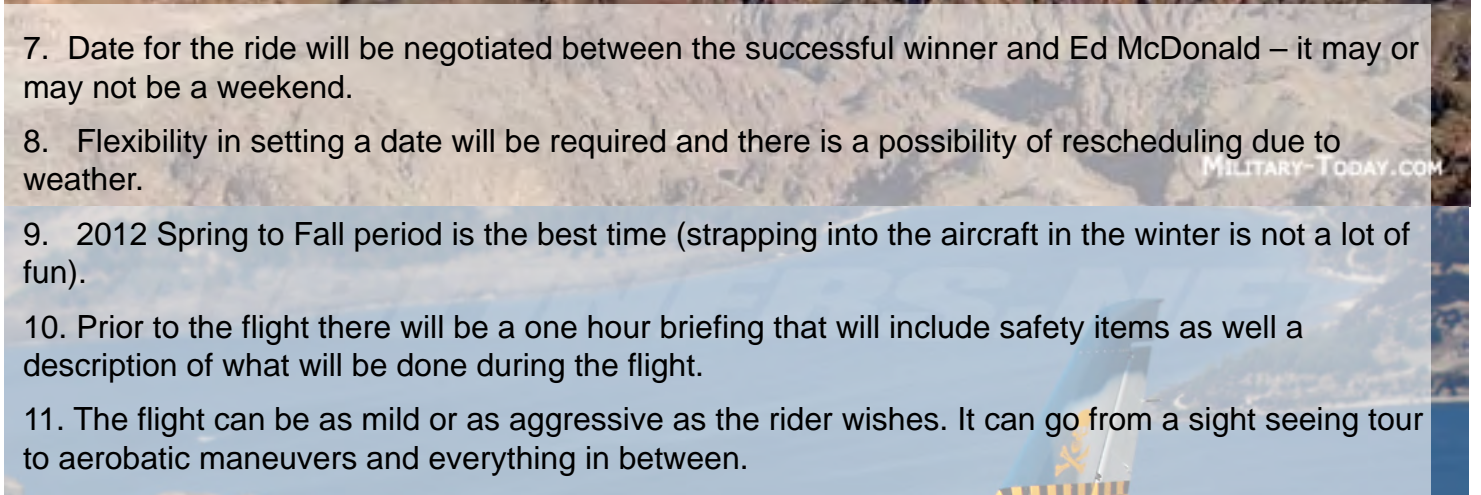 7.  Date for the ride will be negotiated between the successful winner and Ed McDonald – it may or
may not be a weekend.
8.   Flexibility in setting a date will be required and there is a possibility of rescheduling due to
weather.
MILITARY-TODAY.COM
9.   2012 Spring to Fall period is the best time (strapping into the aircraft in the winter is not a lot of
fun).
10. Prior to the flight there will be a one hour briefing that will include safety items as well a
description of what will be done during the flight.
11. The flight can be as mild or as aggressive as the rider wishes. It can go from a sight seeing tour
to aerobatic maneuvers and everything in between.